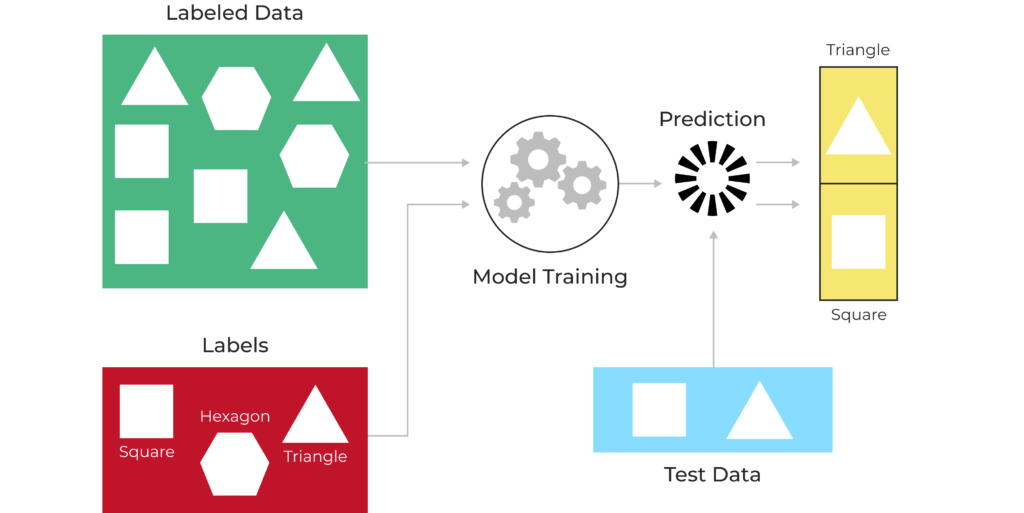 Labeled Data
Triangle
Prediction
Model Training
Square
Labels
Hexagon
Square
Triangle
Test Data